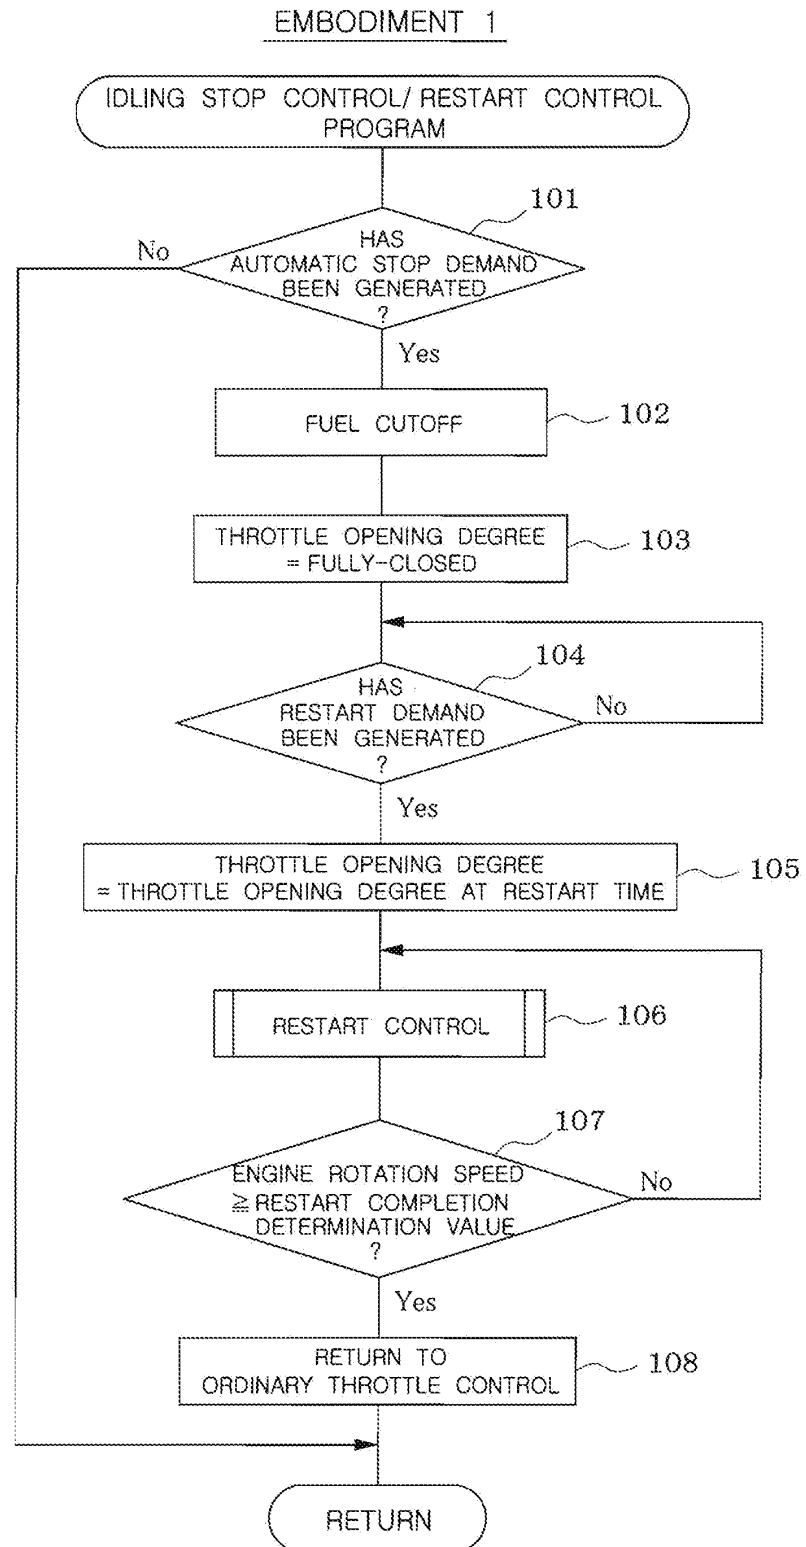 EMBODIMENT 1
IDLING STOP CONTROL/RESTART CONTROL
PROGRAM
101
No
HAS
AUTOMATIC STOP DEMAND
BEEN GENERATED
?
Yes
FUEL CUTOFF
102
THROTTLE OPENING DEGREE
= FULLY-CLOSED
103
104
HAS
RESTART DEMAND
BEEN GENERATED
?
No
Yes
THROTTLE OPENING DEGREE
= THROTTLE OPENING DEGREE AT RESTART TIME
105
RESTART CONTROL
106
107
ENGINE ROTATION SPEED
≧ RESTART COMPLETION
DETERMINATION VALUE
?
No
Yes
RETURN TO
ORDINARY THROTTLE CONTROL
108
RETURN